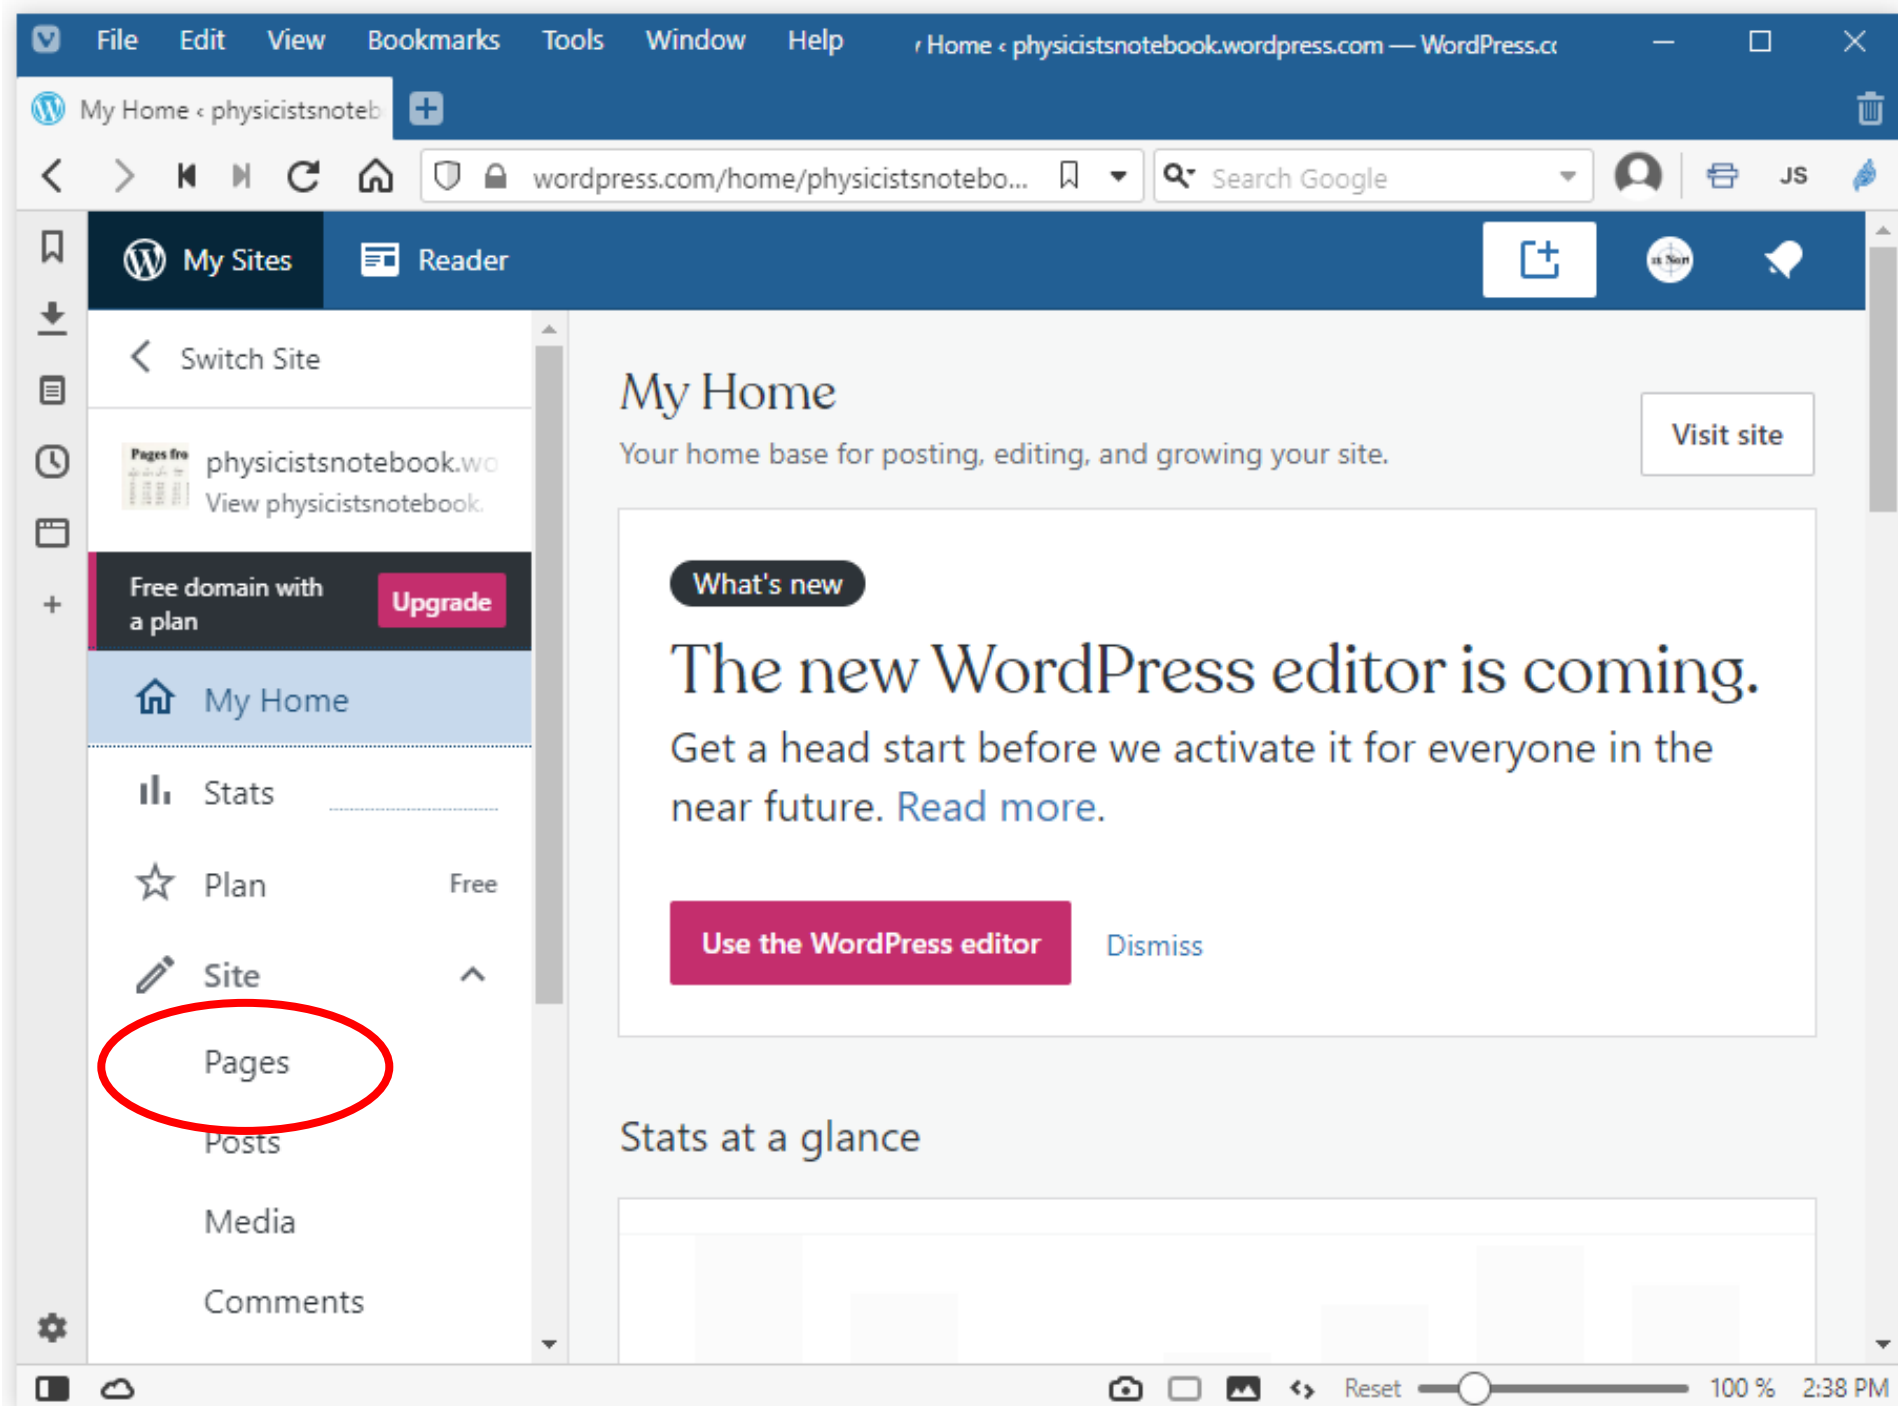 File Edit View Bookmarks Tools Window Help
Home ‹ physicistsnotebook.wordpress.com — WordPress.co
My Home ‹ physicistsnoteb
wordpress.com/home/physicistsnotebo...
Search Google
JS
My Sites
Reader
Switch Site
Pages fro
physicistsnotebook.wo
View physicistsnotebook.
Free domain with
a plan
Upgrade
My Home
Stats
Plan
Free
Site
Pages
Posts
Media
Comments
My Home
Your home base for posting, editing, and growing your site.
Visit site
What's new
The new WordPress editor is coming.
Get a head start before we activate it for everyone in the
near future. Read more.
Use the WordPress editor
Dismiss
Stats at a glance
Reset
100 %
2:38 PM